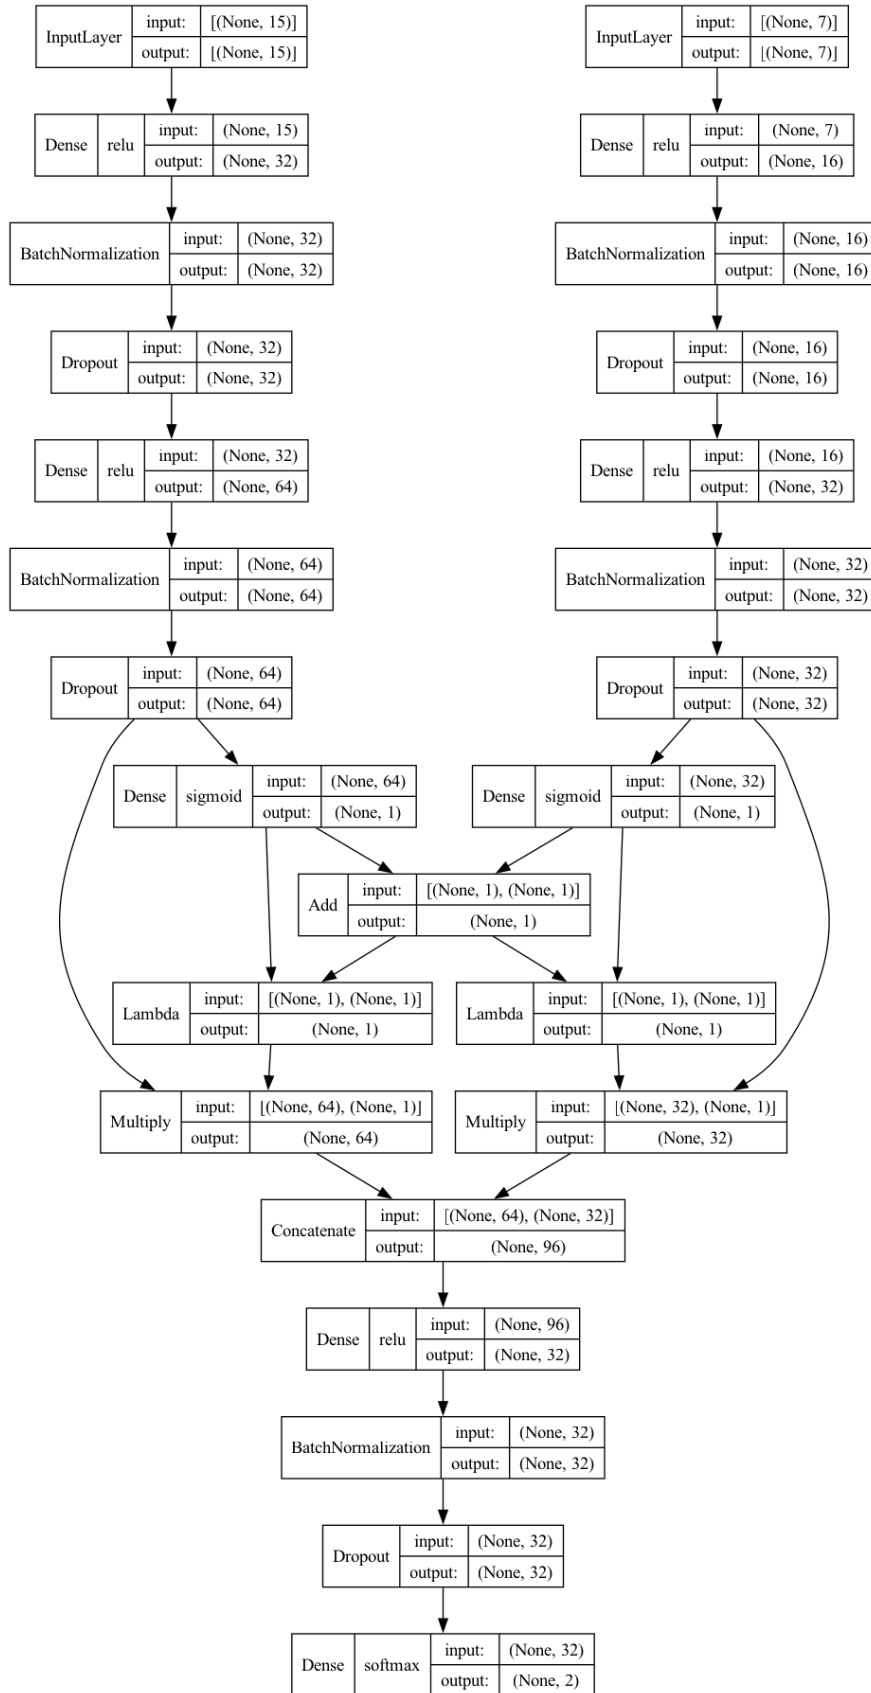 InputLayer input: [(None, 15)]
output: [(None, 15)]
InputLayer input: [(None, 7)]
output: [(None, 7)]
Dense relu input: (None, 15)
output: (None, 32)
Dense relu input: (None, 7)
output: (None, 16)
BatchNormalization input: (None, 32)
output: (None, 32)
BatchNormalization input: (None, 16)
output: (None, 16)
Dropout input: (None, 32)
output: (None, 32)
Dropout input: (None, 16)
output: (None, 16)
Dense relu input: (None, 32)
output: (None, 64)
Dense relu input: (None, 16)
output: (None, 32)
BatchNormalization input: (None, 64)
output: (None, 64)
BatchNormalization input: (None, 32)
output: (None, 32)
Dropout input: (None, 64)
output: (None, 64)
Dropout input: (None, 32)
output: (None, 32)
Dense sigmoid input: (None, 64)
output: (None, 1)
Dense sigmoid input: (None, 32)
output: (None, 1)
Add input: [(None, 1), (None, 1)]
output: (None, 1)
Lambda input: [(None, 1), (None, 1)]
output: (None, 1)
Lambda input: [(None, 1), (None, 1)]
output: (None, 1)
Multiply input: [(None, 64), (None, 1)]
output: (None, 64)
Multiply input: [(None, 32), (None, 1)]
output: (None, 32)
Concatenate input: [(None, 64), (None, 32)]
output: (None, 96)
Dense relu input: (None, 96)
output: (None, 32)
BatchNormalization input: (None, 32)
output: (None, 32)
Dropout input: (None, 32)
output: (None, 32)
Dense softmax input: (None, 32)
output: (None, 2)